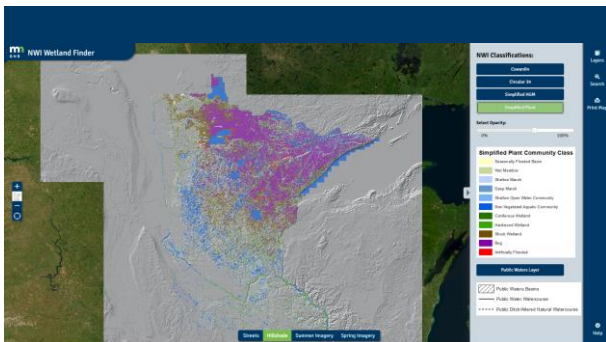 NWI Wetland Finder
NWI Classifications:
Cowardin
Circular 39
Simplified HGM
Simplified Plant
Select Opacity:
0%
100%
Simplified Plant Community Class
Seasonally Flooded Basin
Wet Meadow
Shallow Marsh
Deep Marsh
Shallow Open Water Community
Non Vegetated Aquatic Community
Coniferous Wetland
Hardwood Wetland
Shrub Wetland
Bog
Artificially Flooded
Public Waters Layer
Public Waters Basins
Public Water Watercourse
Public Ditch/Altered Natural Watercourse
Layers
Search
Print Map
Help
Streets
Hillshade
Summer Imagery
Spring Imagery